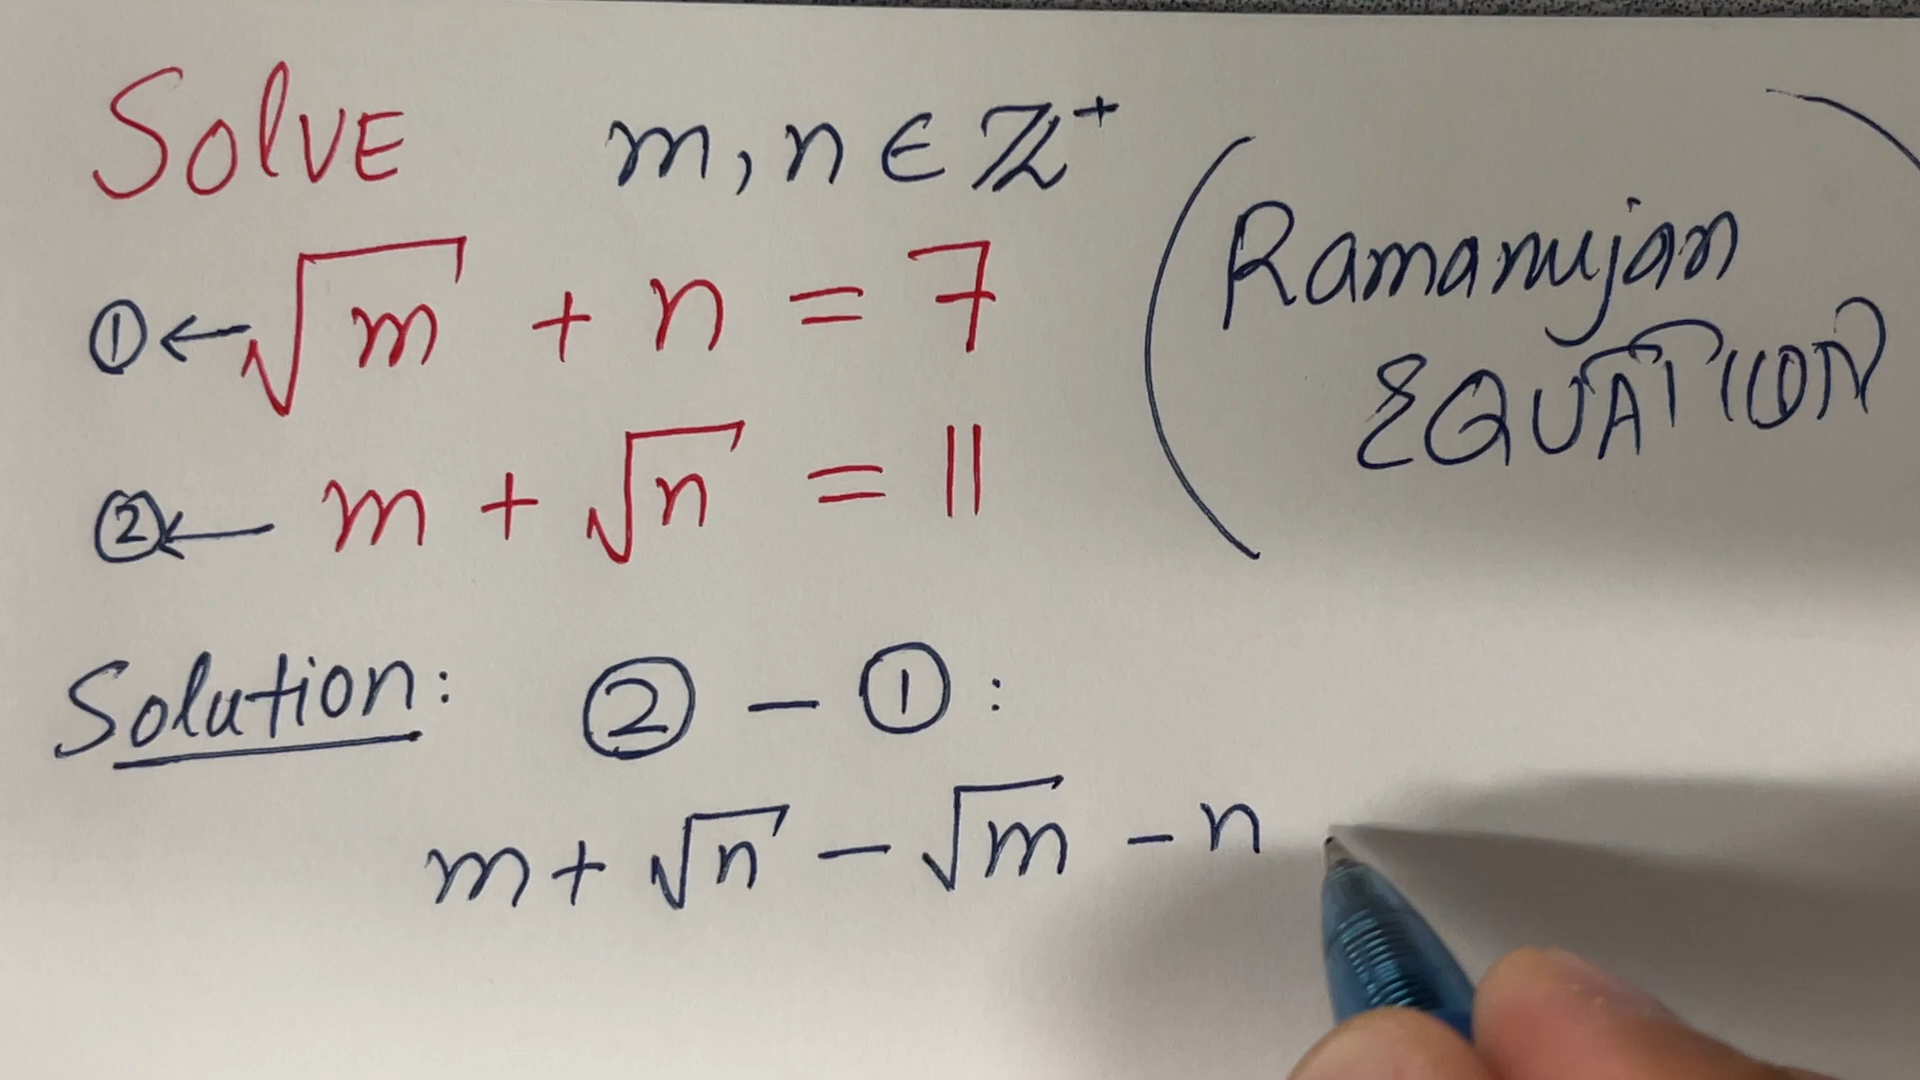 SOLVE m, n ∈ ℤ⁺
① ← √m + n = 7
② ← m + √n = 11
(Ramanujan
EQUATION
Solution: ② − ① :
m + √n − √m − n